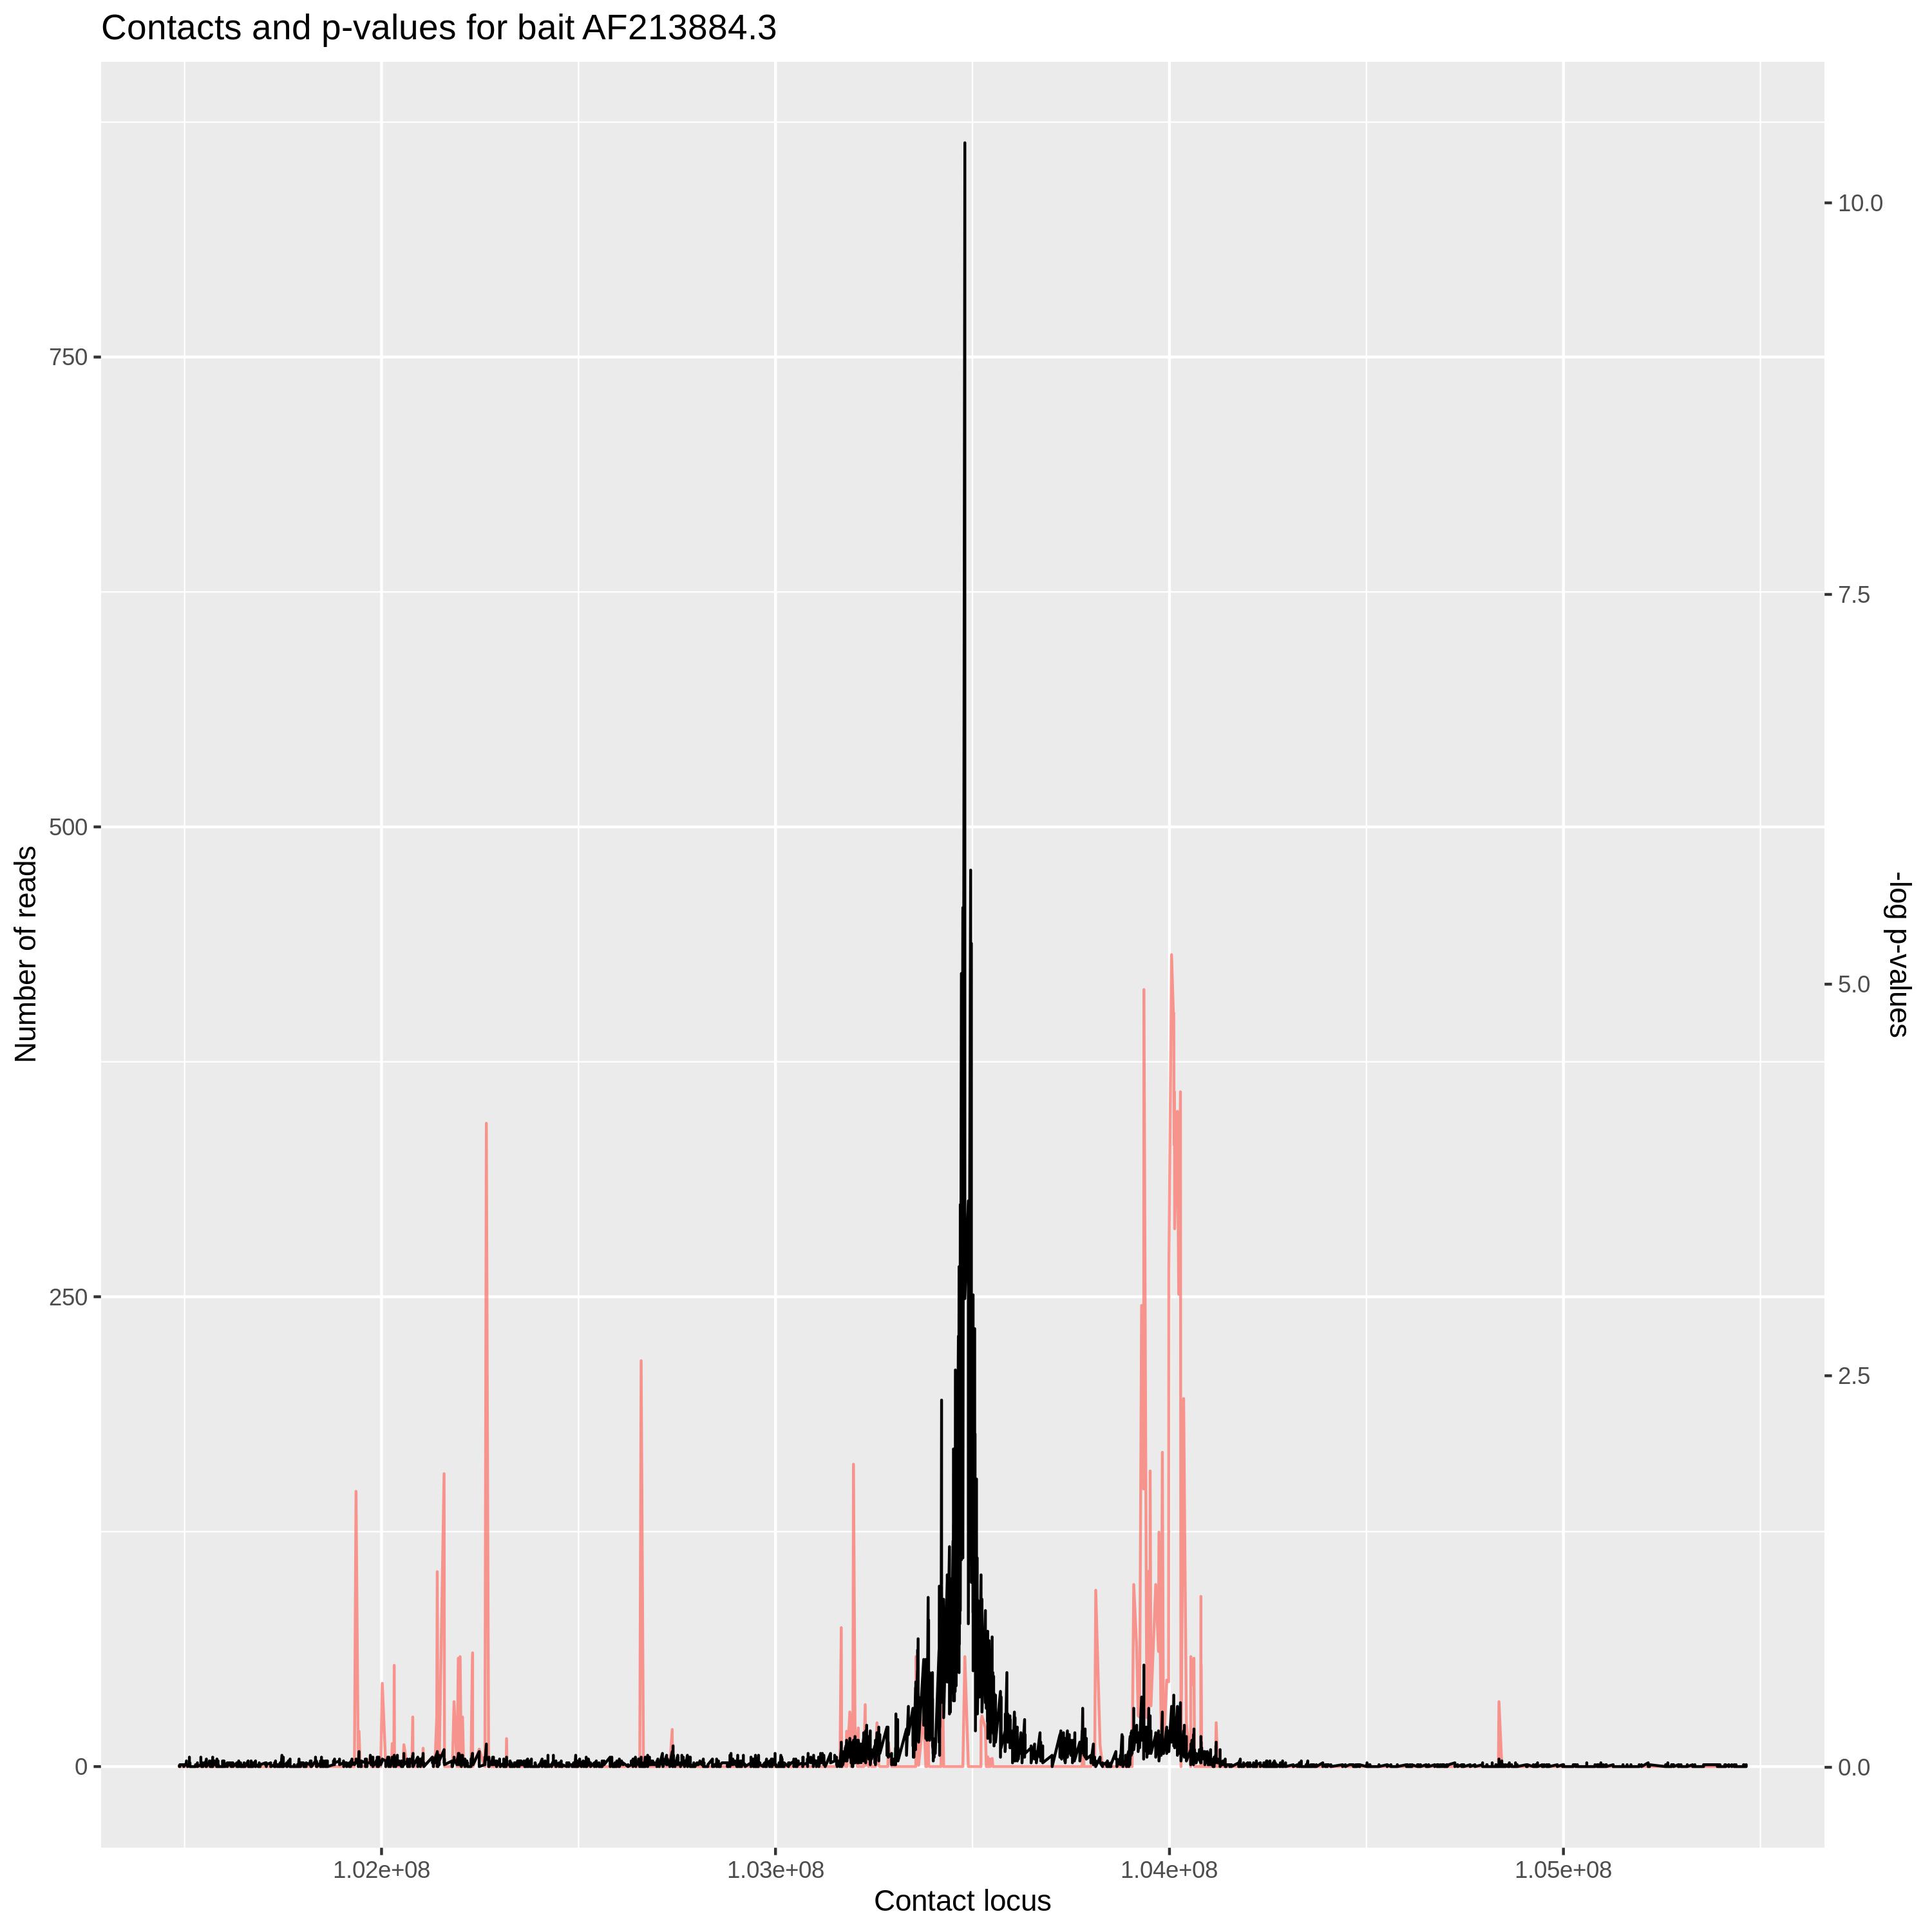 Contacts and p-values for bait AF213884.3
Number of reads
750
500
250
0
10.0
7.5
5.0
2.5
0.0
-log p-values
1.02e+08
1.03e+08
1.04e+08
1.05e+08
Contact locus